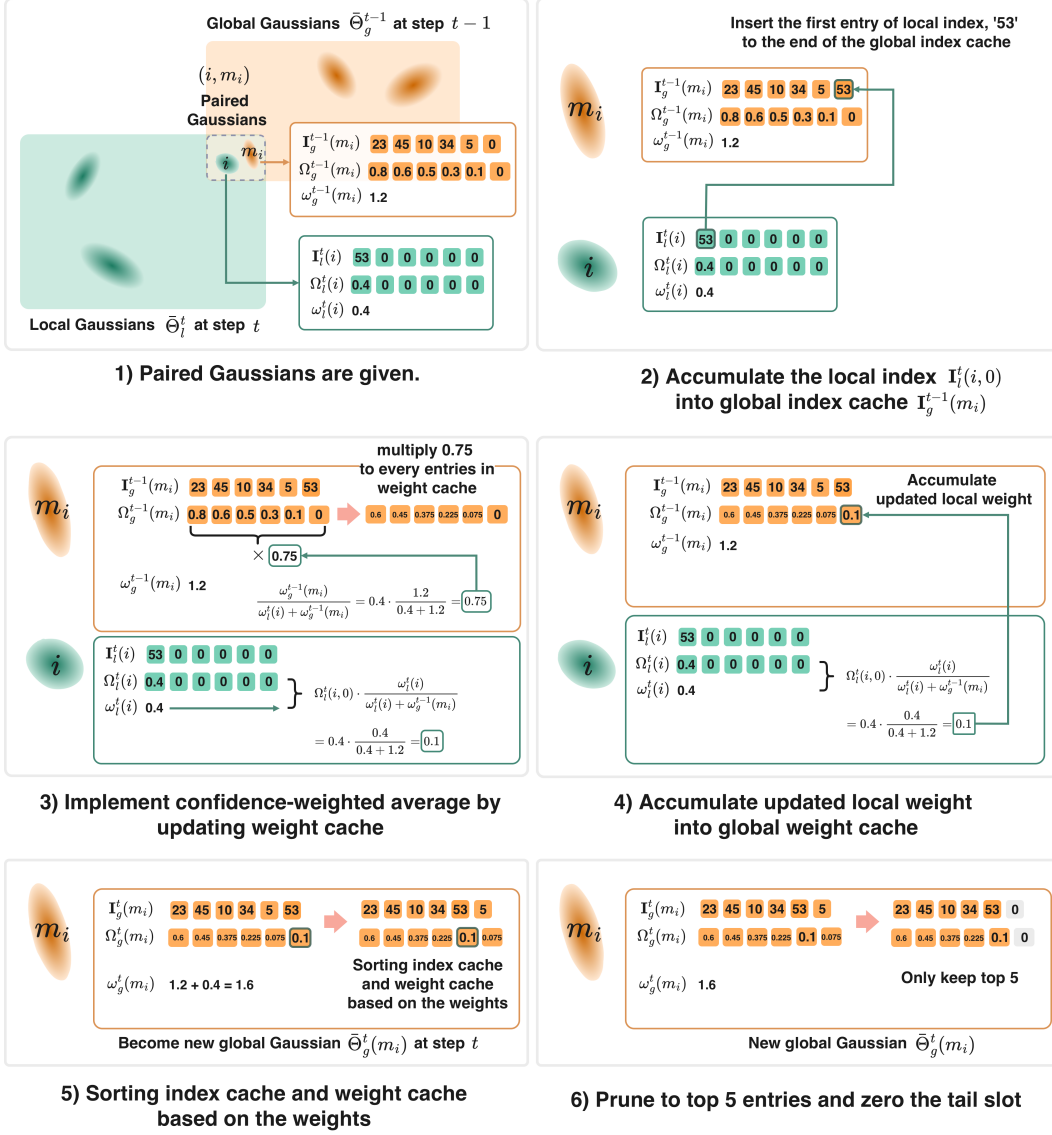 Global Gaussians Θ̄_g^{t-1} at step t − 1
(i, m_i)
Paired
Gaussians
i m_i
I_g^{t-1}(m_i) 23 45 10 34 5 0
Ω_g^{t-1}(m_i) 0.8 0.6 0.5 0.3 0.1 0
ω_g^{t-1}(m_i) 1.2
I_l^t(i) 53 0 0 0 0 0
Ω_l^t(i) 0.4 0 0 0 0 0
ω_l^t(i) 0.4
Local Gaussians Θ̄_l^t at step t
1) Paired Gaussians are given.
Insert the first entry of local index, '53'
to the end of the global index cache
m_i
I_g^{t-1}(m_i) 23 45 10 34 5 53
Ω_g^{t-1}(m_i) 0.8 0.6 0.5 0.3 0.1 0
ω_g^{t-1}(m_i) 1.2
i
I_l^t(i) 53 0 0 0 0 0
Ω_l^t(i) 0.4 0 0 0 0 0
ω_l^t(i) 0.4
2) Accumulate the local index I_l^t(i, 0)
into global index cache I_g^{t-1}(m_i)
multiply 0.75
to every entries in
weight cache
m_i
I_g^{t-1}(m_i) 23 45 10 34 5 53
Ω_g^{t-1}(m_i) 0.8 0.6 0.5 0.3 0.1 0 0.6 0.45 0.375 0.225 0.075 0
× 0.75
ω_g^{t-1}(m_i) 1.2
ω_g^{t-1}(m_i) / (ω_l^t(i) + ω_g^{t-1}(m_i)) = 0.4 · 1.2 / (0.4 + 1.2) = 0.75
i
I_l^t(i) 53 0 0 0 0 0
Ω_l^t(i) 0.4 0 0 0 0 0
ω_l^t(i) 0.4
Ω_l^t(i, 0) · ω_l^t(i) / (ω_l^t(i) + ω_g^{t-1}(m_i))
= 0.4 · 0.4 / (0.4 + 1.2) = 0.1
3) Implement confidence-weighted average by
updating weight cache
m_i
I_g^{t-1}(m_i) 23 45 10 34 5 53
Ω_g^{t-1}(m_i) 0.6 0.45 0.375 0.225 0.075 0.1
ω_g^{t-1}(m_i) 1.2
Accumulate
updated local weight
i
I_l^t(i) 53 0 0 0 0 0
Ω_l^t(i) 0.4 0 0 0 0 0
ω_l^t(i) 0.4
Ω_l^t(i, 0) · ω_l^t(i) / (ω_l^t(i) + ω_g^{t-1}(m_i))
= 0.4 · 0.4 / (0.4 + 1.2) = 0.1
4) Accumulate updated local weight
into global weight cache
m_i
I_g^t(m_i) 23 45 10 34 5 53 23 45 10 34 53 5
Ω_g^t(m_i) 0.6 0.45 0.375 0.225 0.075 0.1 0.6 0.45 0.375 0.225 0.1 0.075
ω_g^t(m_i) 1.2 + 0.4 = 1.6
Sorting index cache
and weight cache
based on the weights
Become new global Gaussian Θ̄_g^t(m_i) at step t
5) Sorting index cache and weight cache
based on the weights
m_i
I_g^t(m_i) 23 45 10 34 53 5 23 45 10 34 53 0
Ω_g^t(m_i) 0.6 0.45 0.375 0.225 0.1 0.075 0.6 0.45 0.375 0.225 0.1 0
ω_g^t(m_i) 1.6
Only keep top 5
New global Gaussian Θ̄_g^t(m_i)
6) Prune to top 5 entries and zero the tail slot